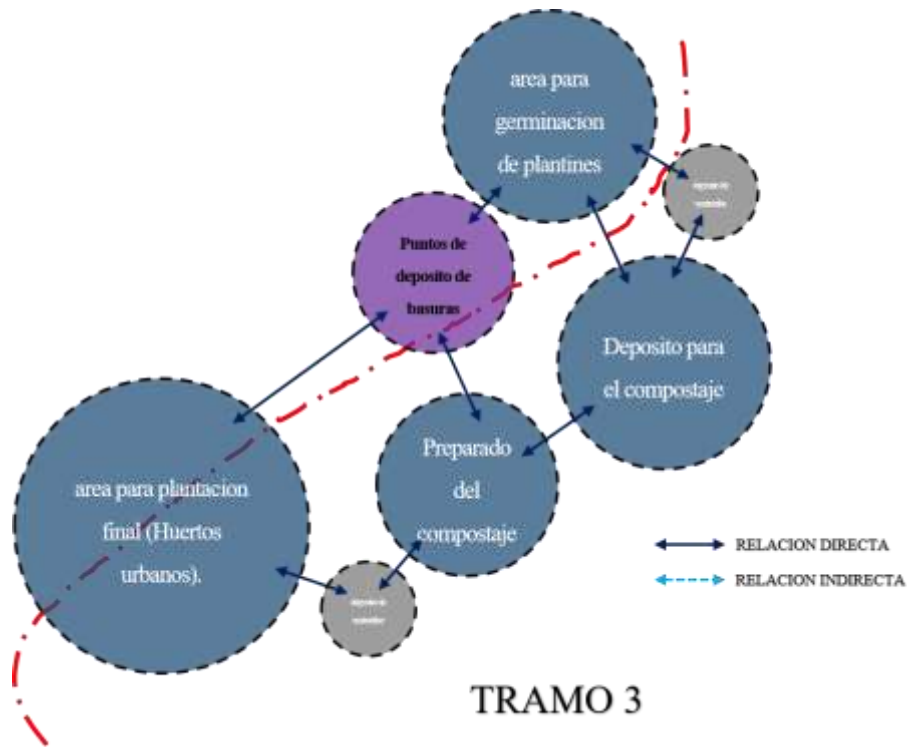 area para
germinacion
de plantines
Puntos de
deposito de
basuras
Deposito para
el compostaje
Preparado
del
compostaje
area para plantacion
final (Huertos
urbanos).
RELACION DIRECTA
RELACION INDIRECTA
TRAMO 3